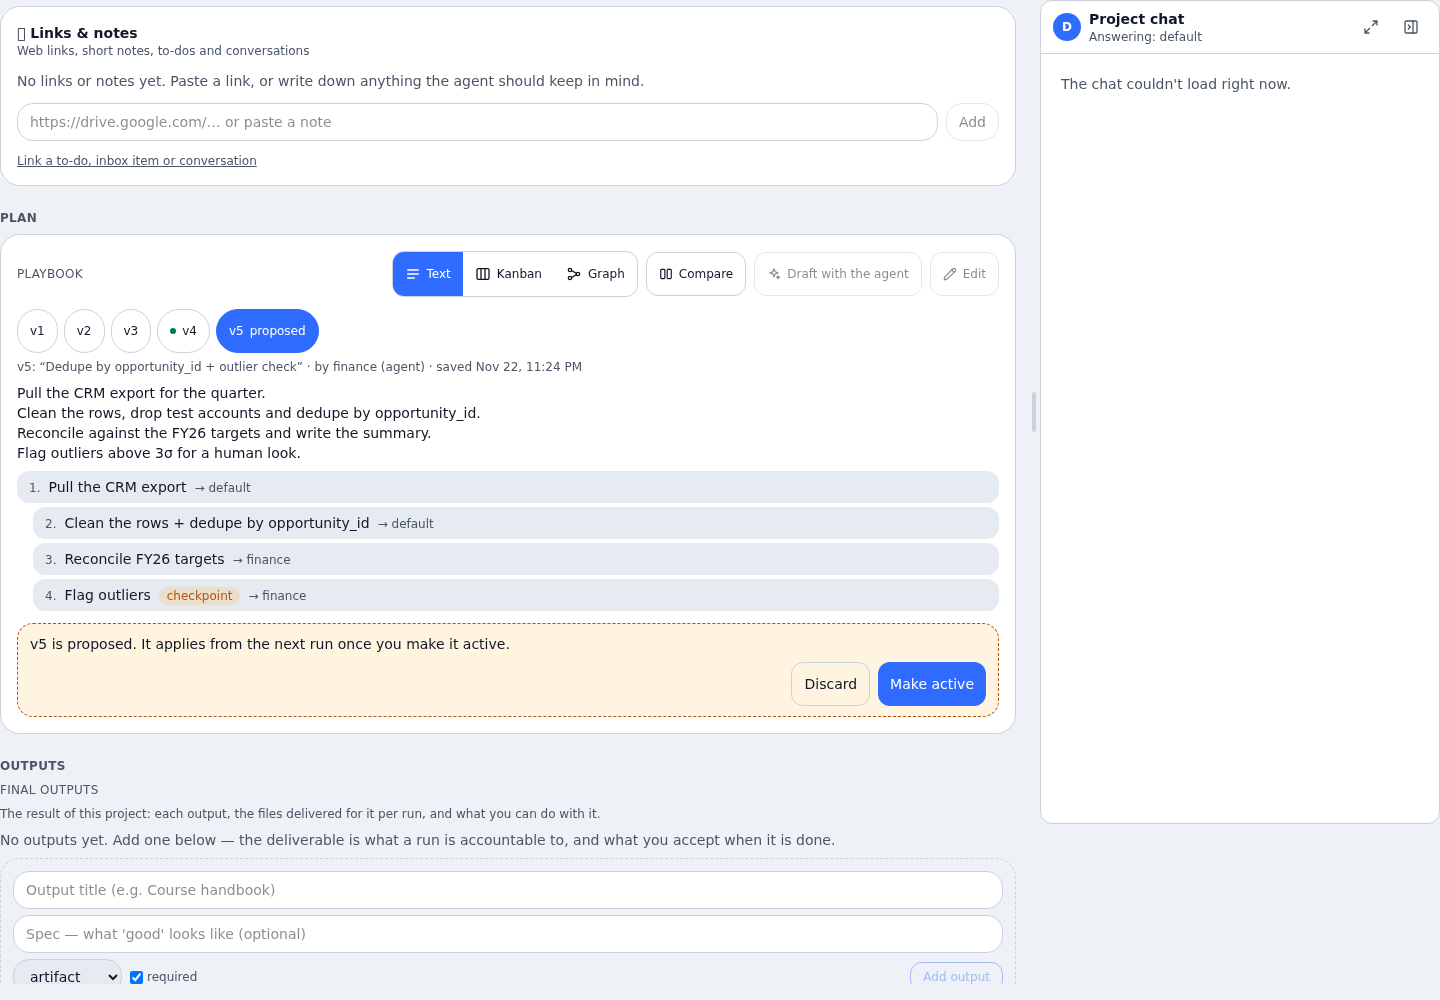 Links & notes
Web links, short notes, to-dos and conversations
No links or notes yet. Paste a link, or write down anything the agent should keep in mind.
https://drive.google.com/… or paste a note
Add
Link a to-do, inbox item or conversation
PLAN
PLAYBOOK
Text
Kanban
Graph
Compare
Draft with the agent
Edit
v1
v2
v3
v4
v5 proposed
v5: “Dedupe by opportunity_id + outlier check” · by finance (agent) · saved Nov 22, 11:24 PM
Pull the CRM export for the quarter.
Clean the rows, drop test accounts and dedupe by opportunity_id.
Reconcile against the FY26 targets and write the summary.
Flag outliers above 3σ for a human look.
1. Pull the CRM export → default
2. Clean the rows + dedupe by opportunity_id → default
3. Reconcile FY26 targets → finance
4. Flag outliers checkpoint → finance
v5 is proposed. It applies from the next run once you make it active.
Discard
Make active
OUTPUTS
FINAL OUTPUTS
The result of this project: each output, the files delivered for it per run, and what you can do with it.
No outputs yet. Add one below — the deliverable is what a run is accountable to, and what you accept when it is done.
Output title (e.g. Course handbook)
Spec — what 'good' looks like (optional)
artifact
required
Add output
D
Project chat
Answering: default
The chat couldn't load right now.